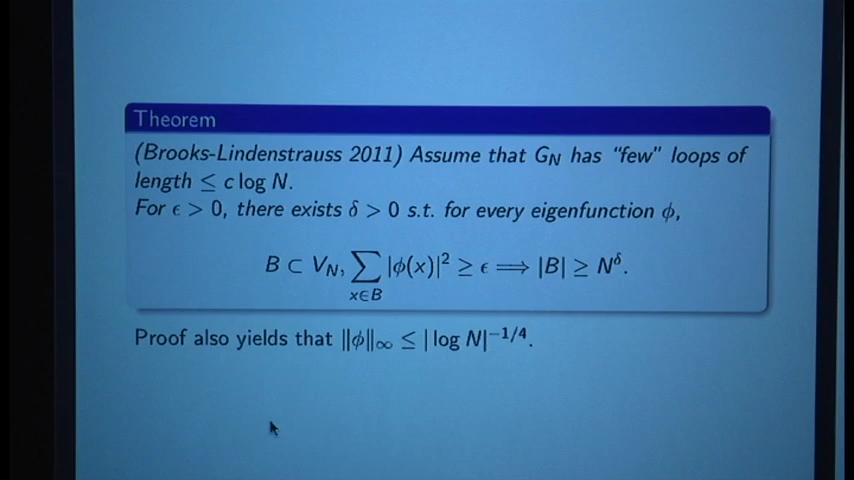 Theorem
(Brooks-Lindenstrauss 2011) Assume that G_N has "few" loops of
length ≤ c log N.
For ϵ > 0, there exists δ > 0 s.t. for every eigenfunction ϕ,
B ⊂ V_N, ∑_{x∈B} |ϕ(x)|² ≥ ϵ ⟹ |B| ≥ N^δ.
Proof also yields that ‖ϕ‖_∞ ≤ |log N|^{-1/4}.